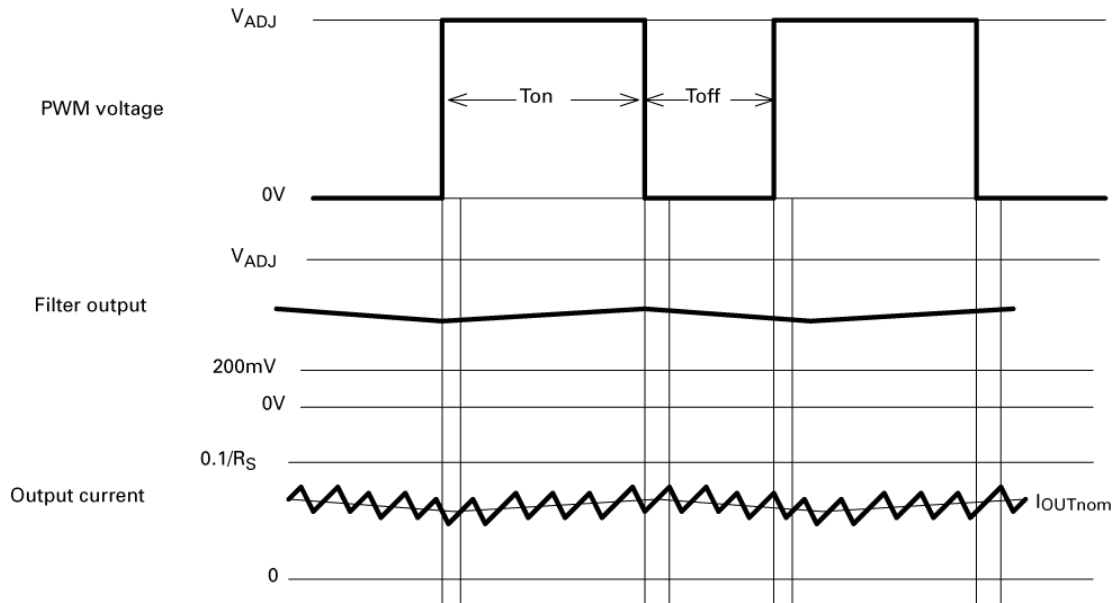 VADJ
PWM voltage
Ton
Toff
0V
VADJ
Filter output
200mV
0V
0.1/RS
Output current
IOUTnom
0